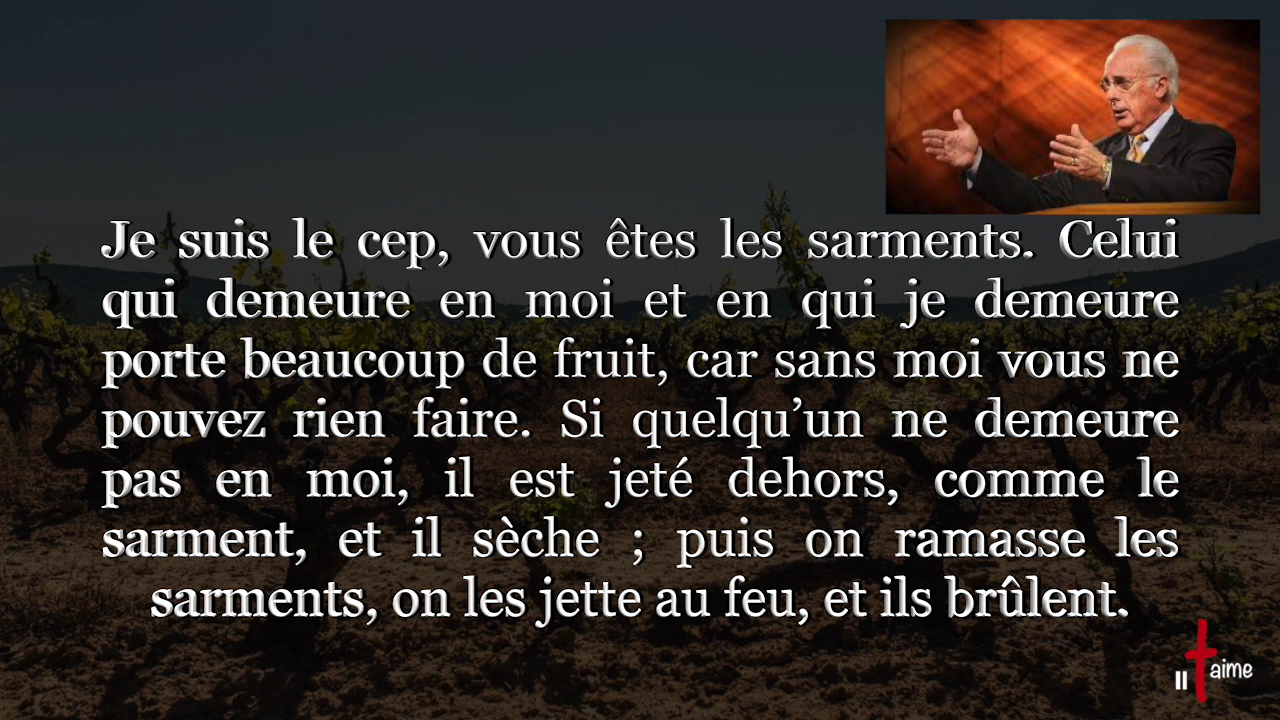 Je suis le cep, vous êtes les sarments. Celui
qui demeure en moi et en qui je demeure
porte beaucoup de fruit, car sans moi vous ne
pouvez rien faire. Si quelqu’un ne demeure
pas en moi, il est jeté dehors, comme le
sarment, et il sèche ; puis on ramasse les
sarments, on les jette au feu, et ils brûlent.
Il t aime